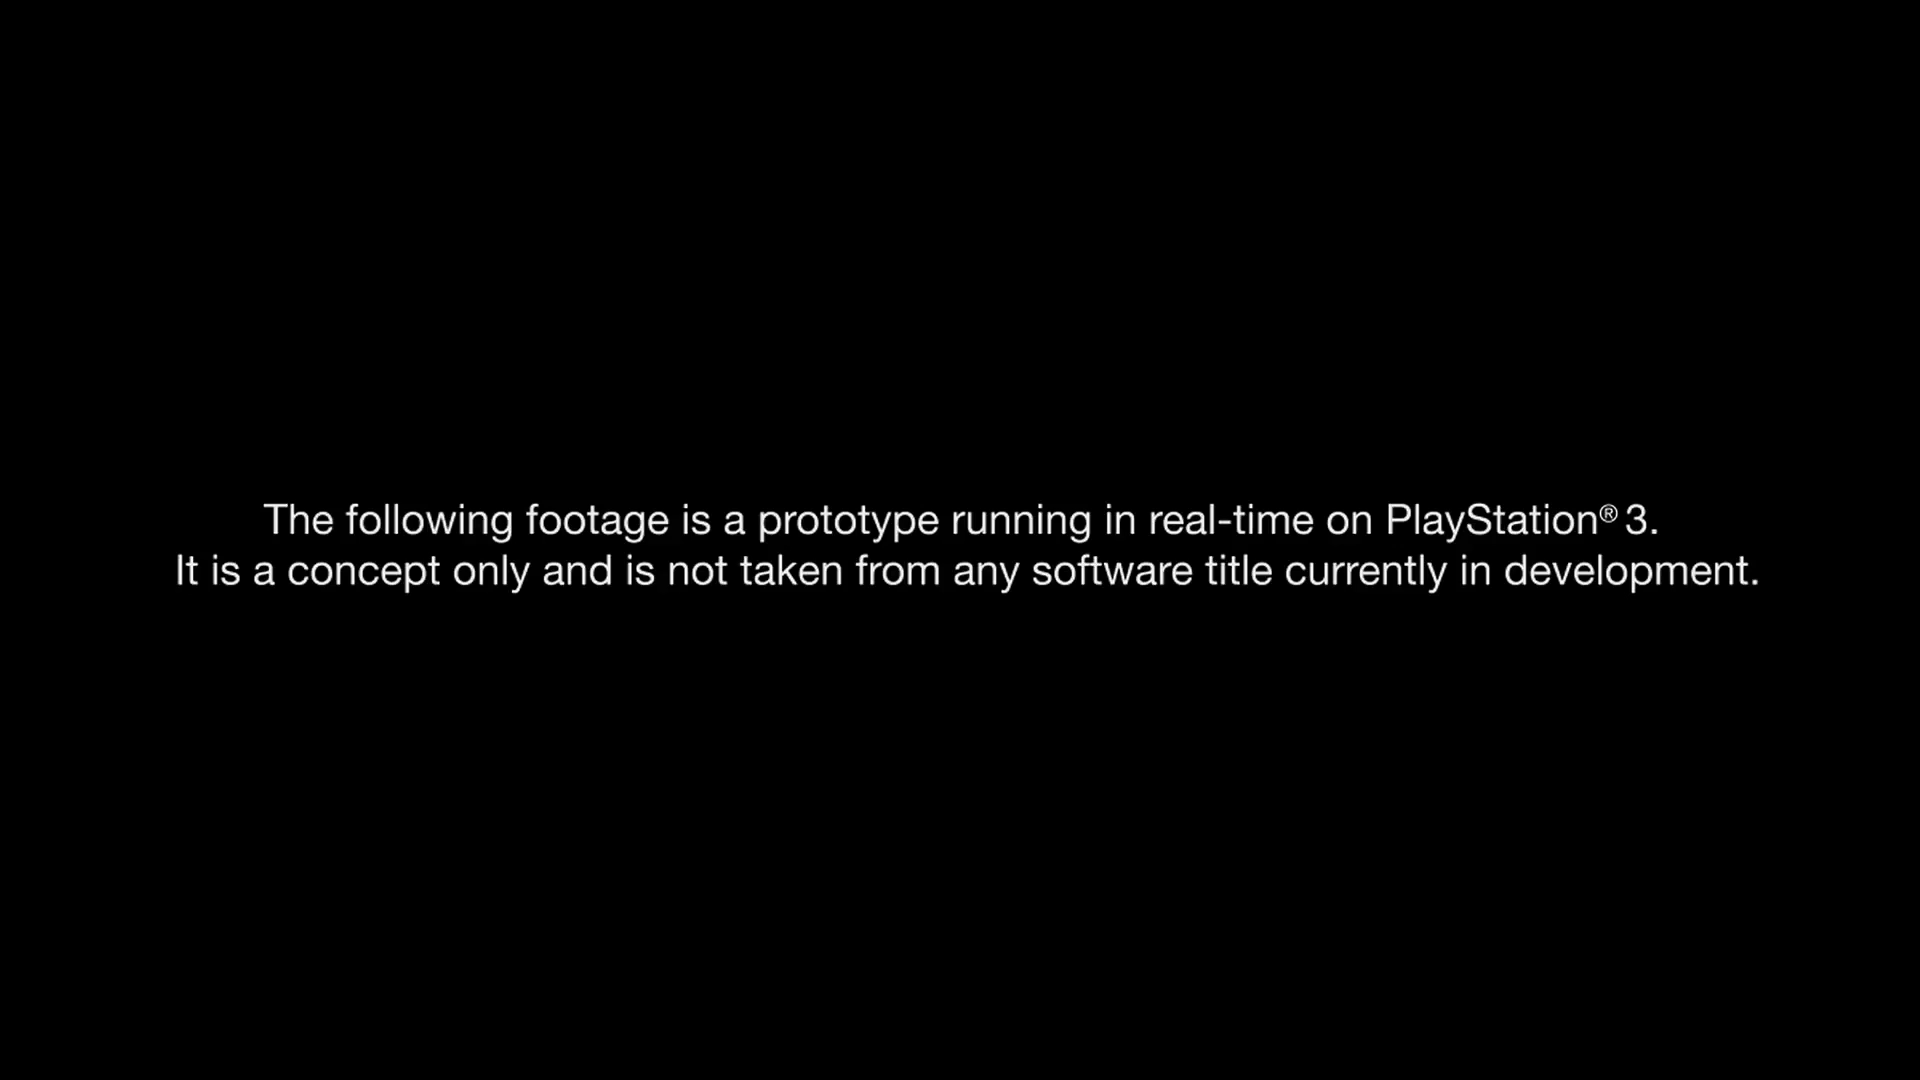 The following footage is a prototype running in real-time on PlayStation® 3.
It is a concept only and is not taken from any software title currently in development.